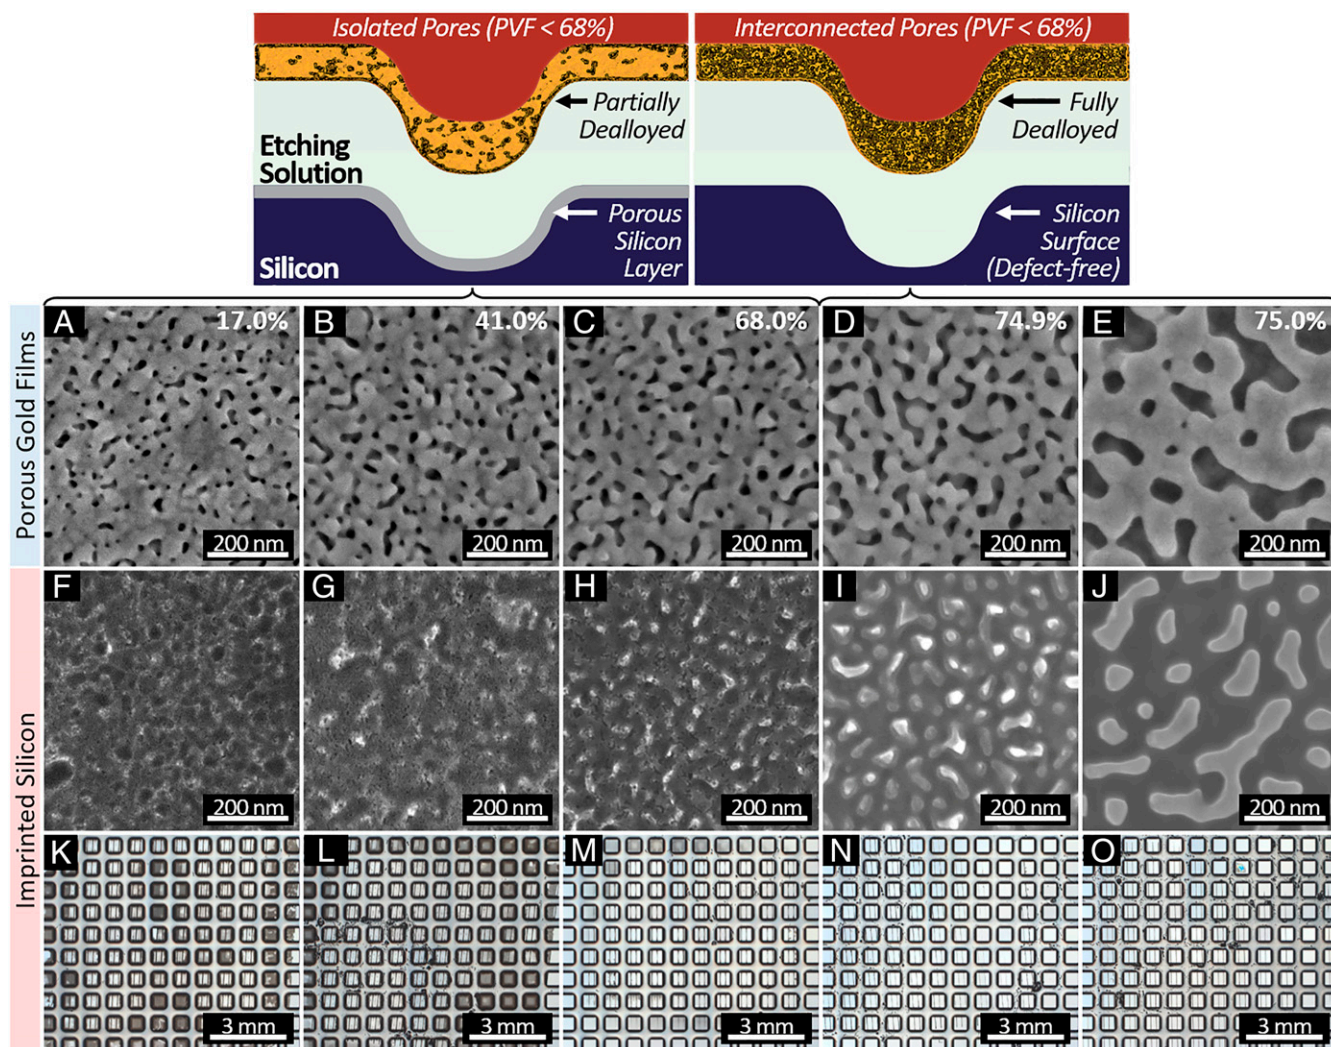 Isolated Pores (PVF < 68%)
Partially
Dealloyed
Etching
Solution
Porous
Silicon
Layer
Silicon
Interconnected Pores (PVF < 68%)
Fully
Dealloyed
Silicon
Surface
(Defect-free)
Porous Gold Films
A 17.0%
200 nm
B 41.0%
200 nm
C 68.0%
200 nm
D 74.9%
200 nm
E 75.0%
200 nm
Imprinted Silicon
F
200 nm
G
200 nm
H
200 nm
I
200 nm
J
200 nm
K
3 mm
L
3 mm
M
3 mm
N
3 mm
O
3 mm